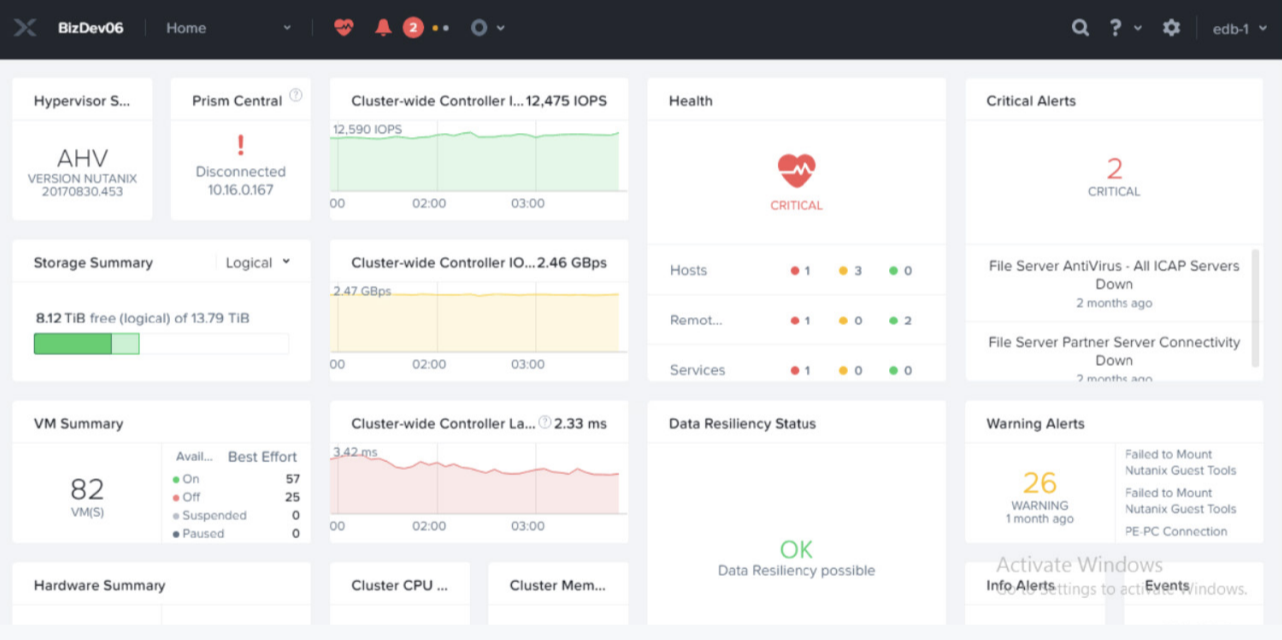 BizDev06
Home
2
edb-1
Hypervisor S...
AHV
VERSION NUTANIX
20170830.453
Prism Central
!
Disconnected
10.16.0.167
Cluster-wide Controller I... 12,475 IOPS
12,590 IOPS
00 02:00 03:00
Health
CRITICAL
Hosts 1 3 0
Remot... 1 0 2
Services 1 0 0
Critical Alerts
2
CRITICAL
File Server AntiVirus - All ICAP Servers
Down
2 months ago
File Server Partner Server Connectivity
Down
2 months ago
Storage Summary Logical
8.12 TiB free (logical) of 13.79 TiB
Cluster-wide Controller IO... 2.46 GBps
2.47 GBps
00 02:00 03:00
VM Summary
82
VM(S)
Avail... Best Effort
On 57
Off 25
Suspended 0
Paused 0
Cluster-wide Controller La... ? 2.33 ms
3.42 ms
00 02:00 03:00
Data Resiliency Status
OK
Data Resiliency possible
Warning Alerts
26
WARNING
1 month ago
Failed to Mount
Nutanix Guest Tools
Failed to Mount
Nutanix Guest Tools
PE-PC Connection
Hardware Summary
Cluster CPU ...
Cluster Mem...
Info Alerts
Events
Activate Windows
Go to Settings to activate Windows.